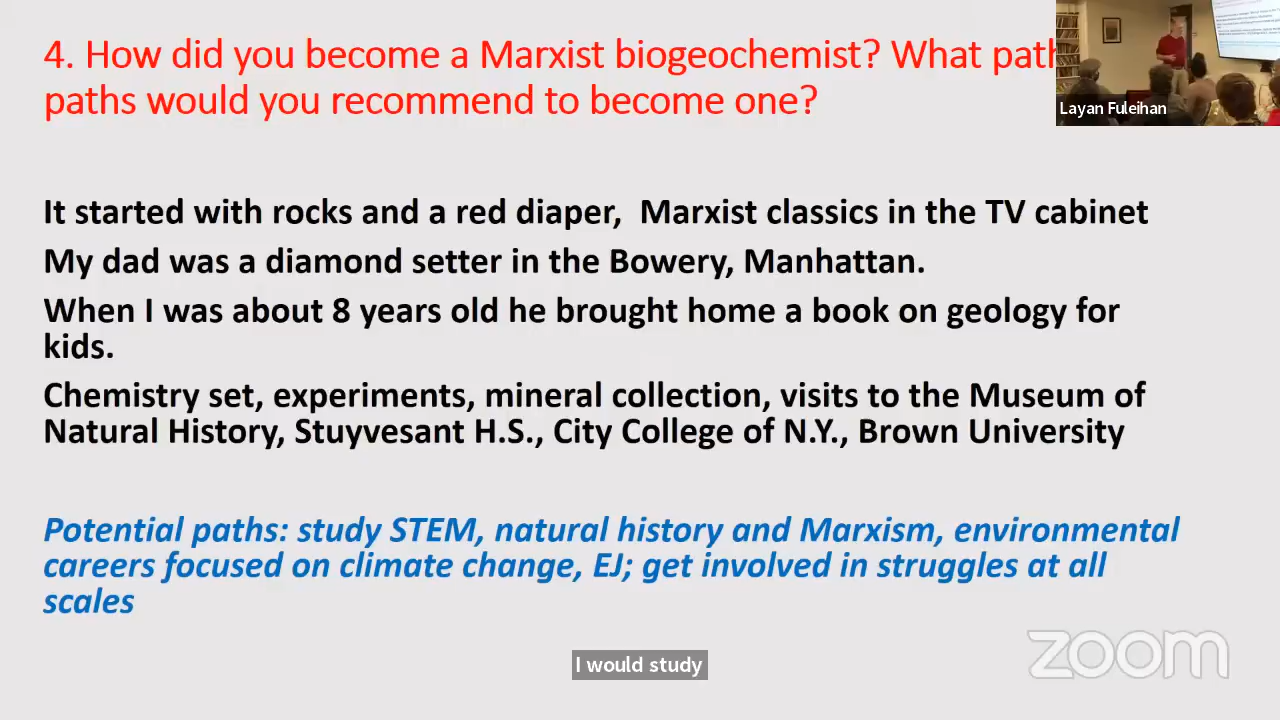 4. How did you become a Marxist biogeochemist? What path
paths would you recommend to become one?
Layan Fuleihan
It started with rocks and a red diaper, Marxist classics in the TV cabinet
My dad was a diamond setter in the Bowery, Manhattan.
When I was about 8 years old he brought home a book on geology for
kids.
Chemistry set, experiments, mineral collection, visits to the Museum of
Natural History, Stuyvesant H.S., City College of N.Y., Brown University
Potential paths: study STEM, natural history and Marxism, environmental
careers focused on climate change, EJ; get involved in struggles at all
scales
I would study
zoom